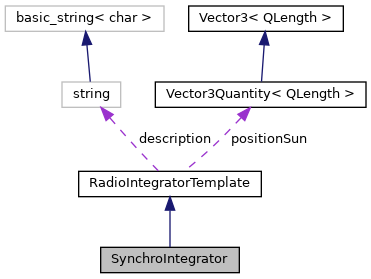 basic_string< char >
Vector3< QLength >
string
Vector3Quantity< QLength >
description
positionSun
RadioIntegratorTemplate
SynchroIntegrator